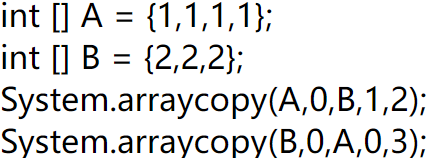 int [] A = {1,1,1,1};
int [] B = {2,2,2};
System.arraycopy(A,0,B,1,2);
System.arraycopy(B,0,A,0,3);